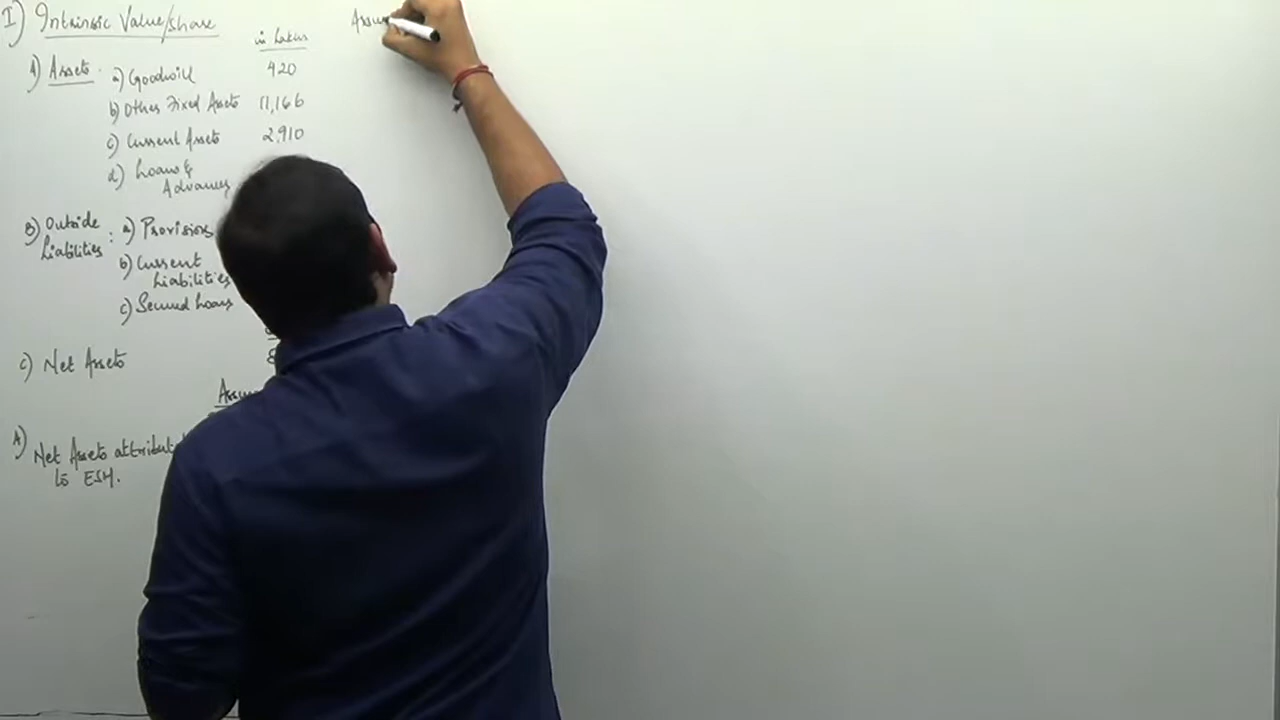 I) Intrinsic Value/share
in Lakhs
A) Assets a) Goodwill 420
b) Other Fixed Assets 11,166
c) Current Assets 2,910
d) Loans & Advances
B) Outside Liabilities : a) Provisions
b) Current Liabilities
c) Secured Loans
C) Net Assets
A) Net Assets
to ESH.